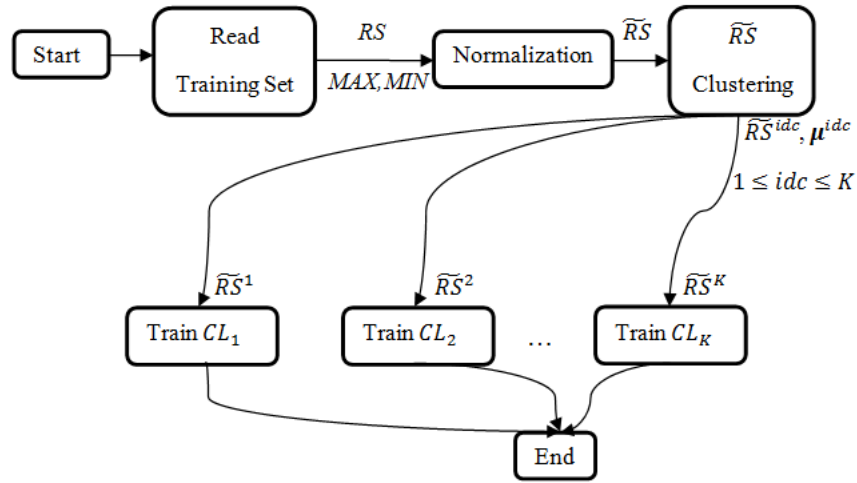 Start
Read
Training Set
RS
MAX, MIN
Normalization
R͠S
R͠S
Clustering
R͠S^idc, μ^idc
1 ≤ idc ≤ K
R͠S^1
R͠S^2
R͠S^K
Train CL_1
Train CL_2
...
Train CL_K
End